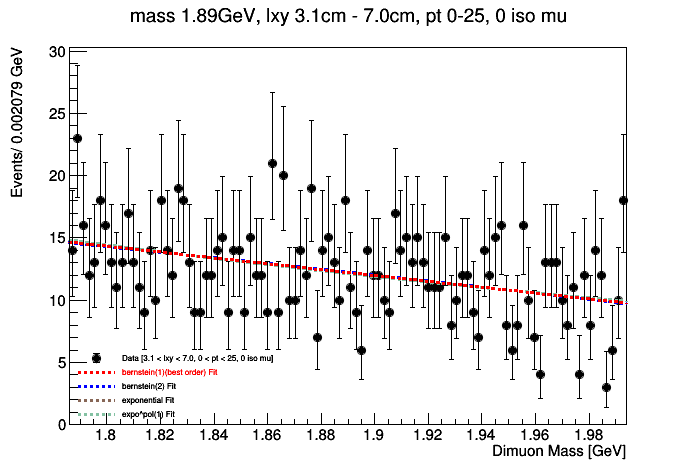 mass 1.89GeV, lxy 3.1cm - 7.0cm, pt 0-25, 0 iso mu
Events/ 0.002079 GeV
30
25
20
15
10
5
0
Data [3.1 < lxy < 7.0, 0 < pt < 25, 0 iso mu]
bernstein(1)(best order) Fit
bernstein(2) Fit
exponential Fit
expo*pol(1) Fit
1.8 1.82 1.84 1.86 1.88 1.9 1.92 1.94 1.96 1.98
Dimuon Mass [GeV]